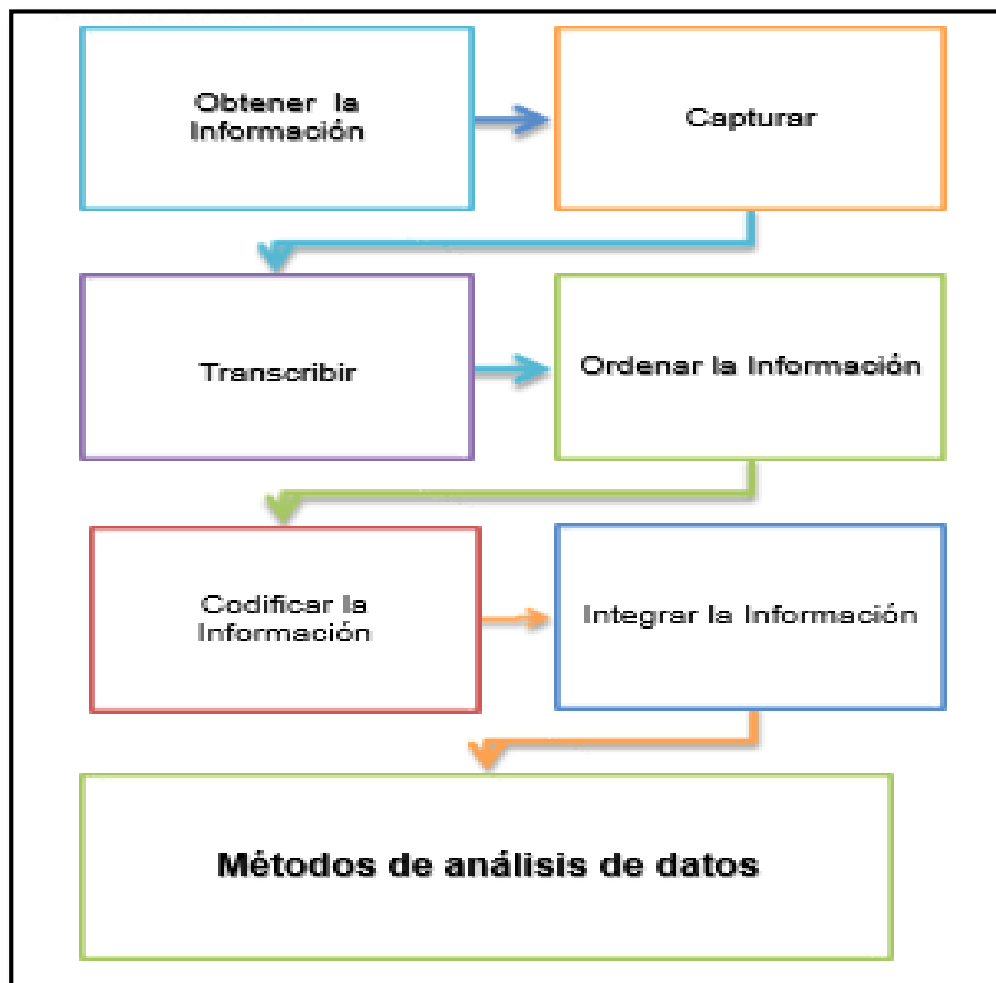 Obtener la
Información
Capturar
Transcribir
Ordenar la Información
Codificar la
Información
Integrar la Información
Métodos de análisis de datos